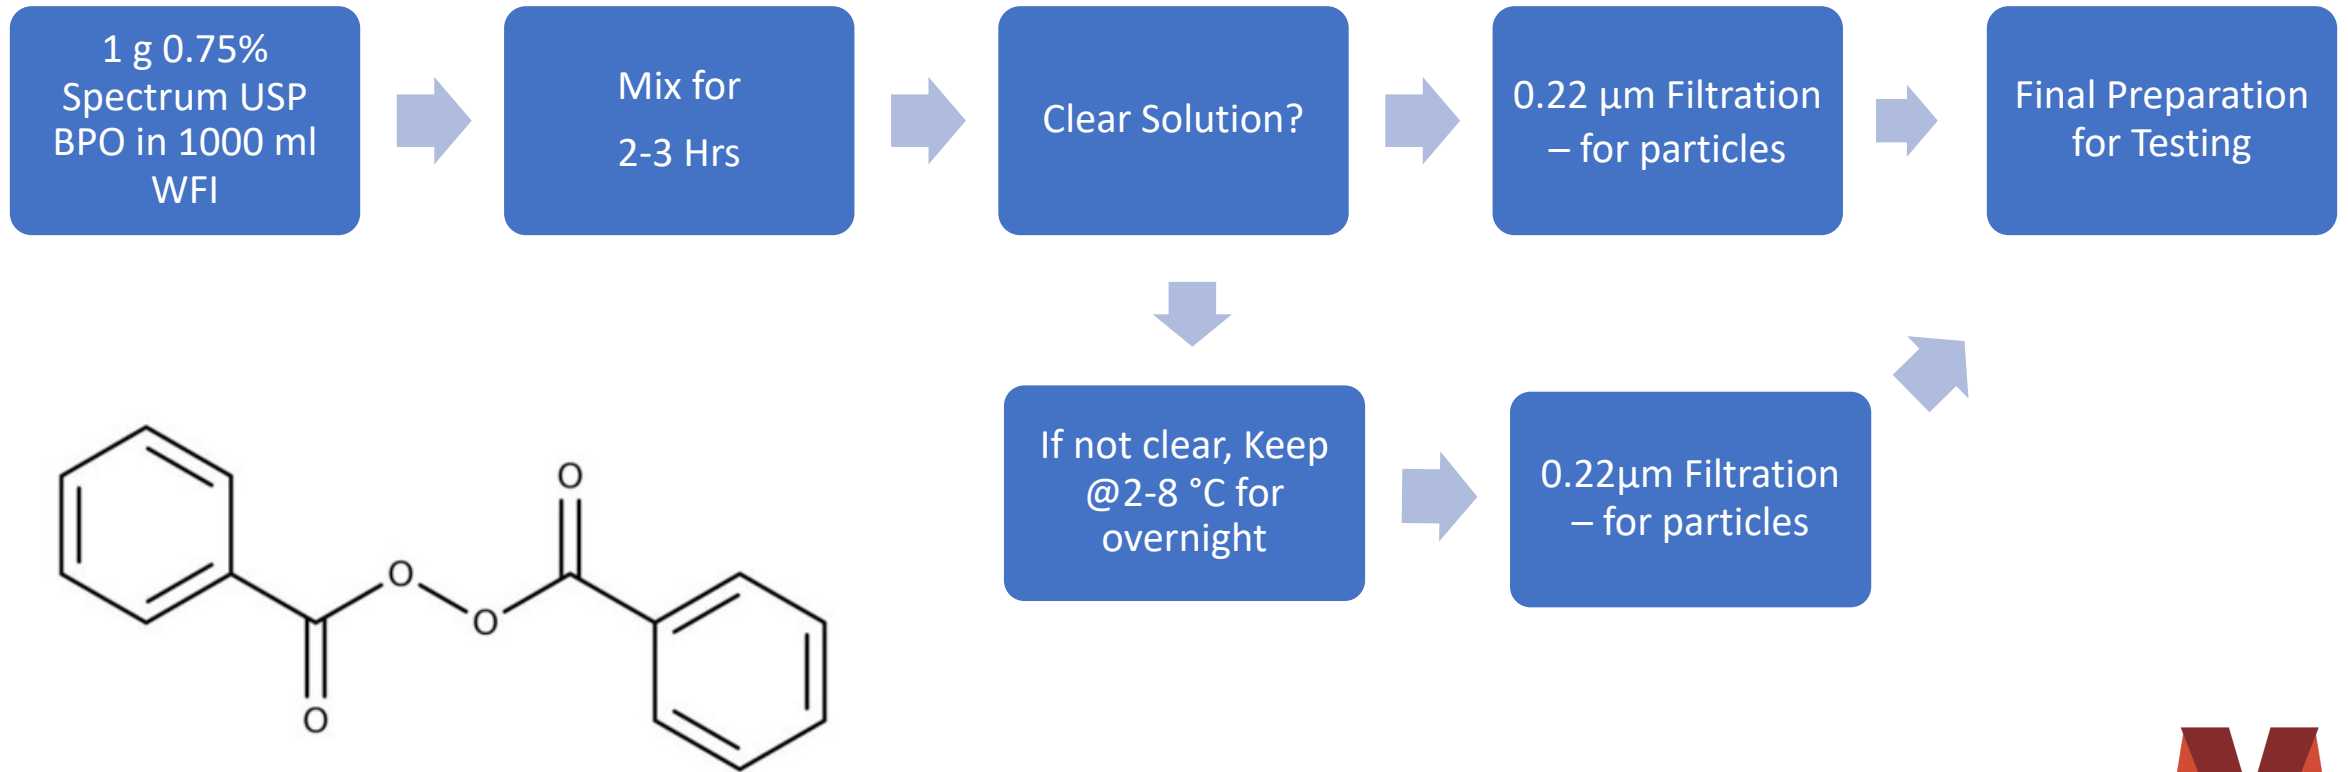 1 g 0.75%
Spectrum USP
BPO in 1000 ml
WFI
Mix for
2-3 Hrs
Clear Solution?
0.22 µm Filtration
– for particles
Final Preparation
for Testing
If not clear, Keep
@2-8 °C for
overnight
0.22µm Filtration
– for particles
O
O
O
O